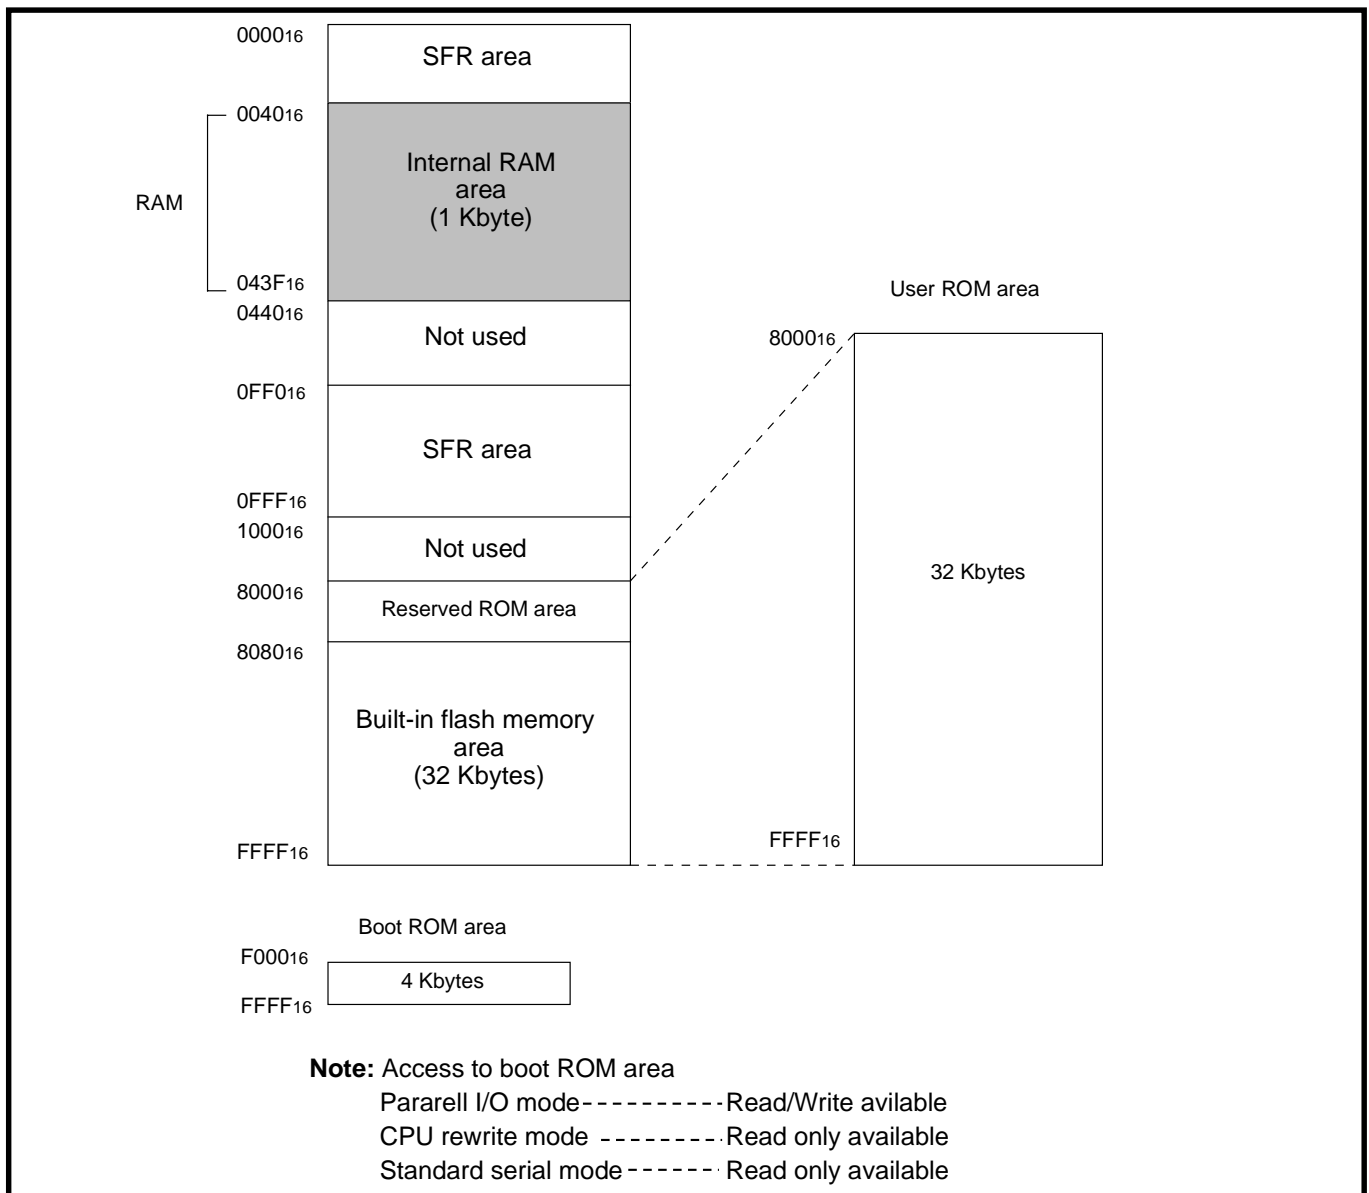 000016
SFR area
004016
Internal RAM
area
(1 Kbyte)
RAM
043F16
044016
Not used
0FF016
SFR area
0FFF16
100016
Not used
800016
Reserved ROM area
808016
Built-in flash memory
area
(32 Kbytes)
FFFF16
User ROM area
800016
32 Kbytes
FFFF16
Boot ROM area
F00016
4 Kbytes
FFFF16
Note: Access to boot ROM area
Pararell I/O mode----------Read/Write avilable
CPU rewrite mode -------Read only available
Standard serial mode------Read only available